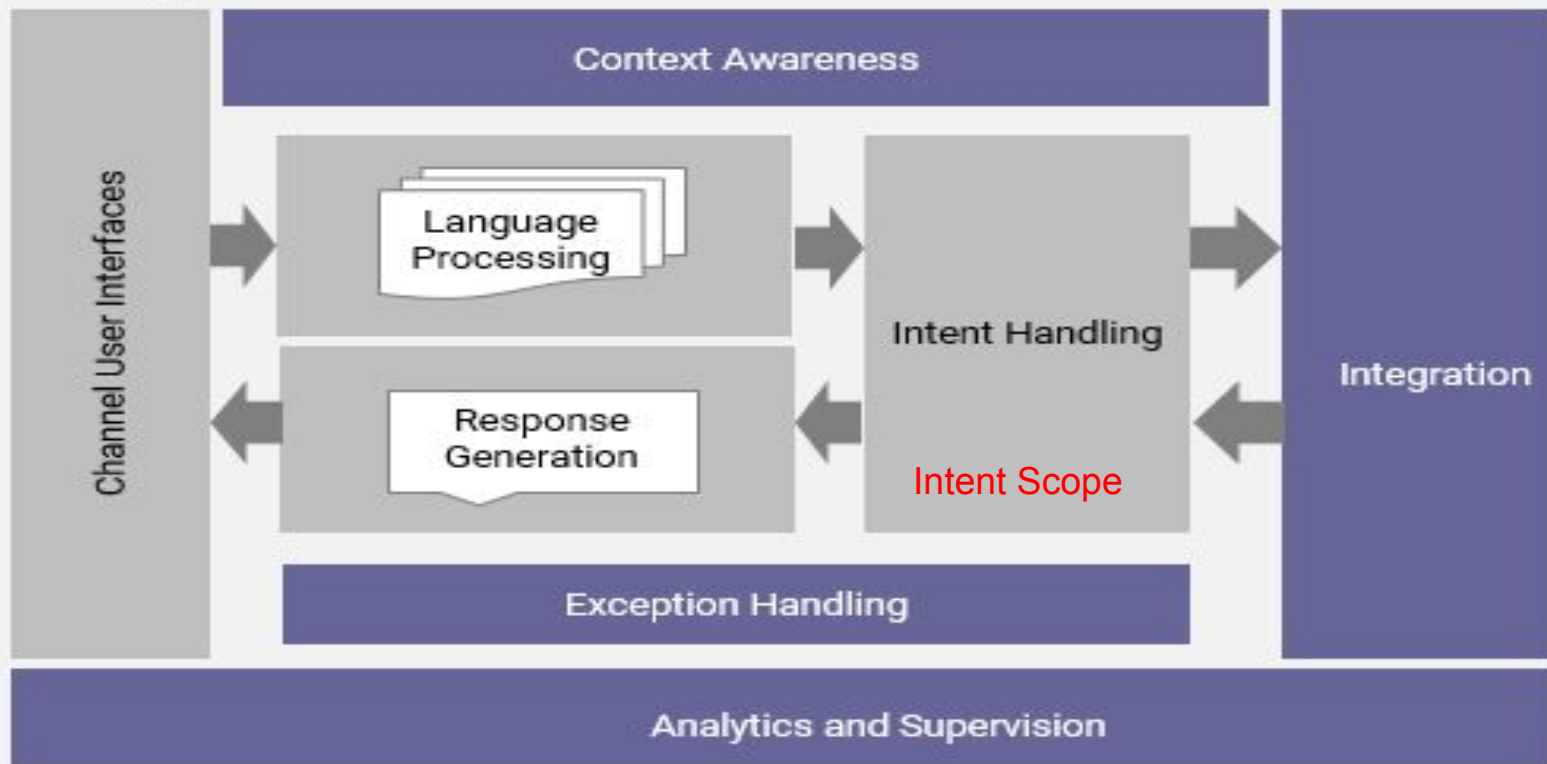 Context Awareness
Channel User Interfaces
Language
Processing
Intent Handling
Integration
Response
Generation
Intent Scope
Exception Handling
Analytics and Supervision